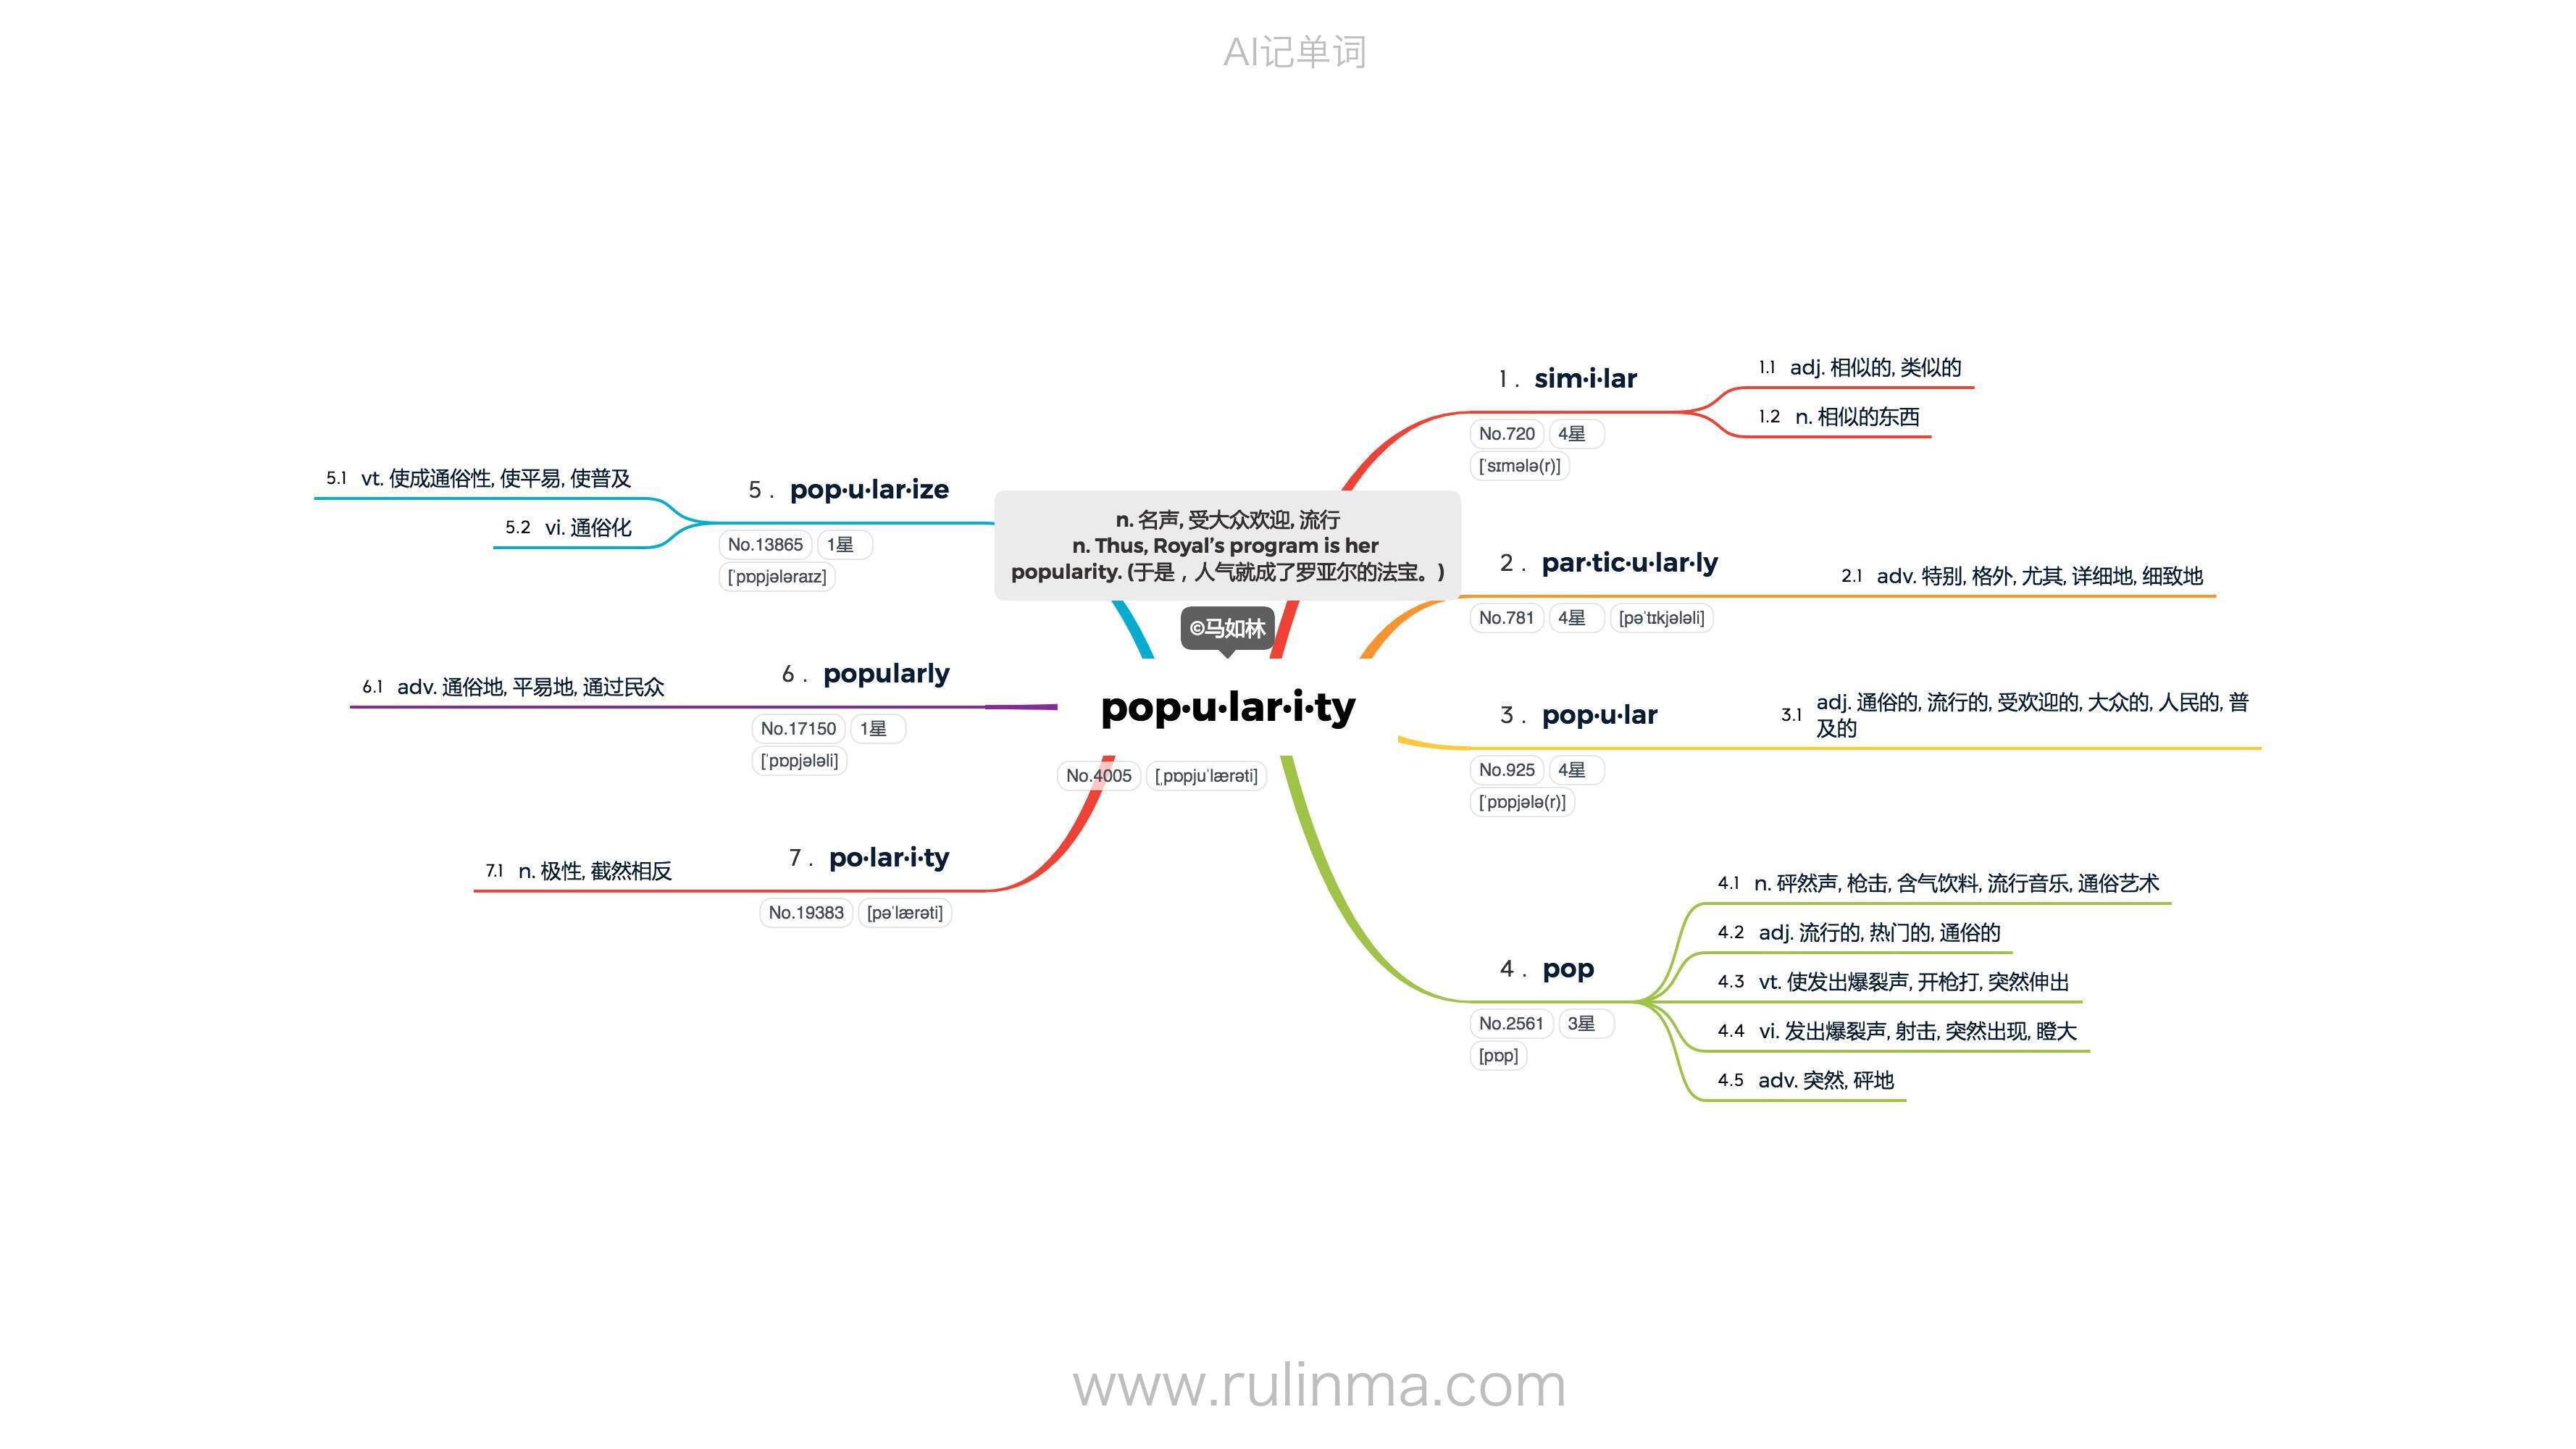 AI记单词
n. 名声, 受大众欢迎, 流行
n. Thus, Royal’s program is her
popularity. (于是，人气就成了罗亚尔的法宝。)
©马如林
pop·u·lar·i·ty
No.4005 [ˌpɒpjuˈlærəti]
1. sim·i·lar
No.720 4星
[ˈsɪmələ(r)]
1.1 adj. 相似的, 类似的
1.2 n. 相似的东西
2. par·tic·u·lar·ly
No.781 4星 [pəˈtɪkjələli]
2.1 adv. 特别, 格外, 尤其, 详细地, 细致地
3. pop·u·lar
No.925 4星
[ˈpɒpjələ(r)]
3.1 adj. 通俗的, 流行的, 受欢迎的, 大众的, 人民的, 普
及的
4. pop
No.2561 3星
[pɒp]
4.1 n. 砰然声, 枪击, 含气饮料, 流行音乐, 通俗艺术
4.2 adj. 流行的, 热门的, 通俗的
4.3 vt. 使发出爆裂声, 开枪打, 突然伸出
4.4 vi. 发出爆裂声, 射击, 突然出现, 瞪大
4.5 adv. 突然, 砰地
5. pop·u·lar·ize
No.13865 1星
[ˈpɒpjələraɪz]
5.1 vt. 使成通俗性, 使平易, 使普及
5.2 vi. 通俗化
6. popularly
No.17150 1星
[ˈpɒpjələli]
6.1 adv. 通俗地, 平易地, 通过民众
7. po·lar·i·ty
No.19383 [pəˈlærəti]
7.1 n. 极性, 截然相反
www.rulinma.com